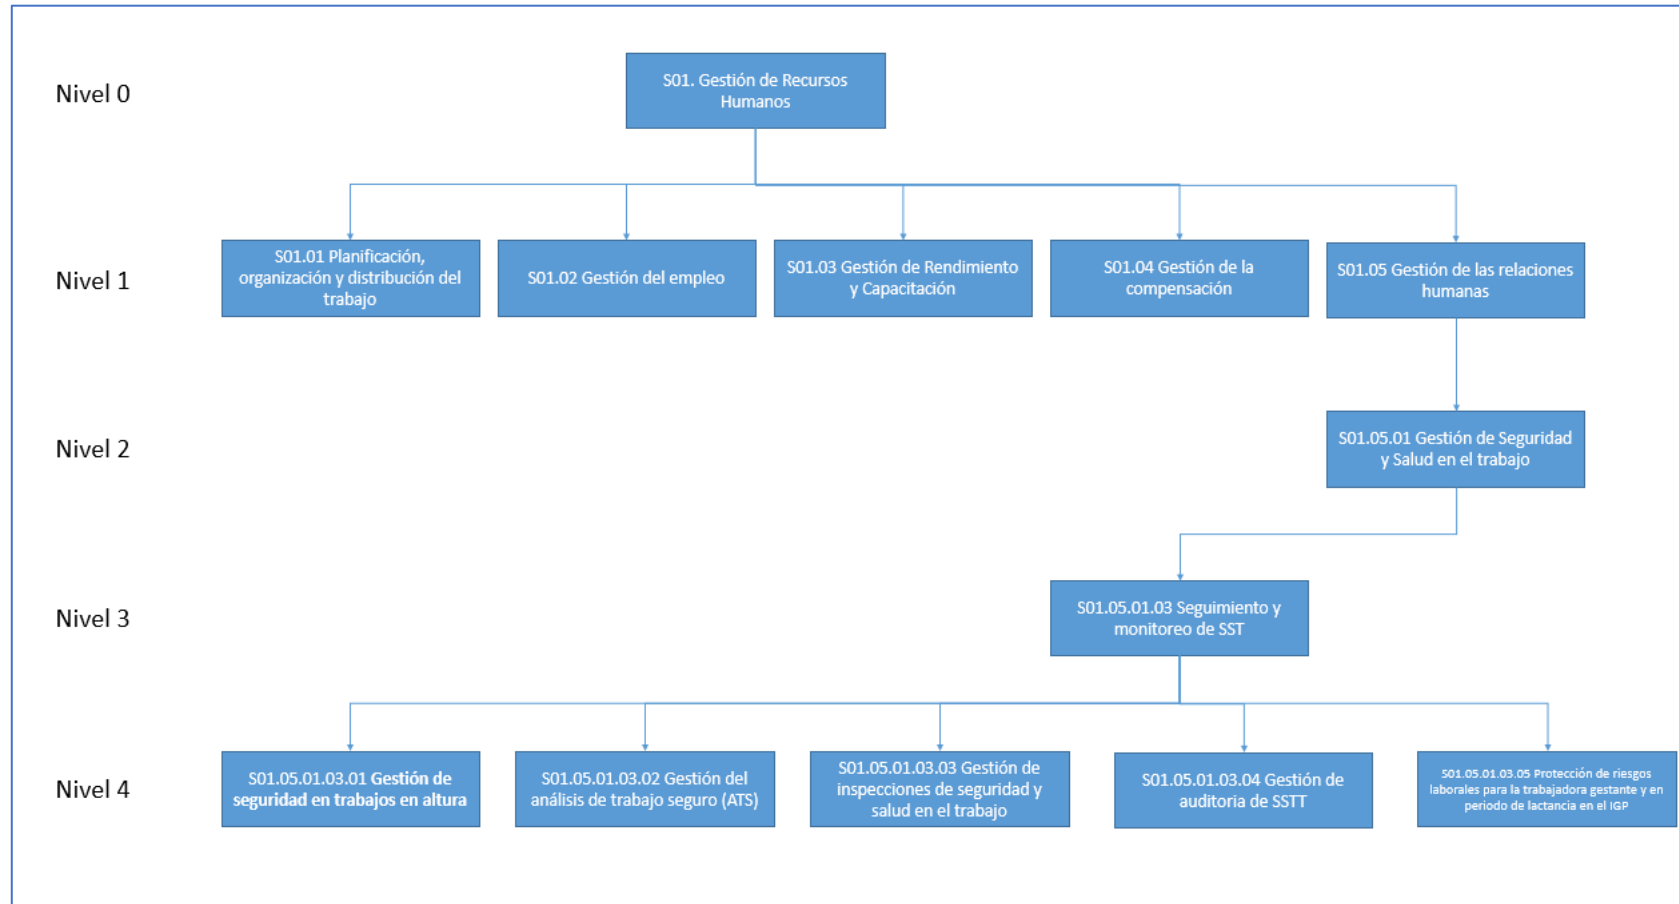 Nivel 0
S01. Gestión de Recursos
Humanos
Nivel 1
S01.01 Planificación,
organización y distribución del
trabajo
S01.02 Gestión del empleo
S01.03 Gestión de Rendimiento
y Capacitación
S01.04 Gestión de la
compensación
S01.05 Gestión de las relaciones
humanas
Nivel 2
S01.05.01 Gestión de Seguridad
y Salud en el trabajo
Nivel 3
S01.05.01.03 Seguimiento y
monitoreo de SST
Nivel 4
S01.05.01.03.01 Gestión de
seguridad en trabajos en altura
S01.05.01.03.02 Gestión del
análisis de trabajo seguro (ATS)
S01.05.01.03.03 Gestión de
inspecciones de seguridad y
salud en el trabajo
S01.05.01.03.04 Gestión de
auditoria de SSTT
S01.05.01.03.05 Protección de riesgos
laborales para la trabajadora gestante y en
periodo de lactancia en el IGP